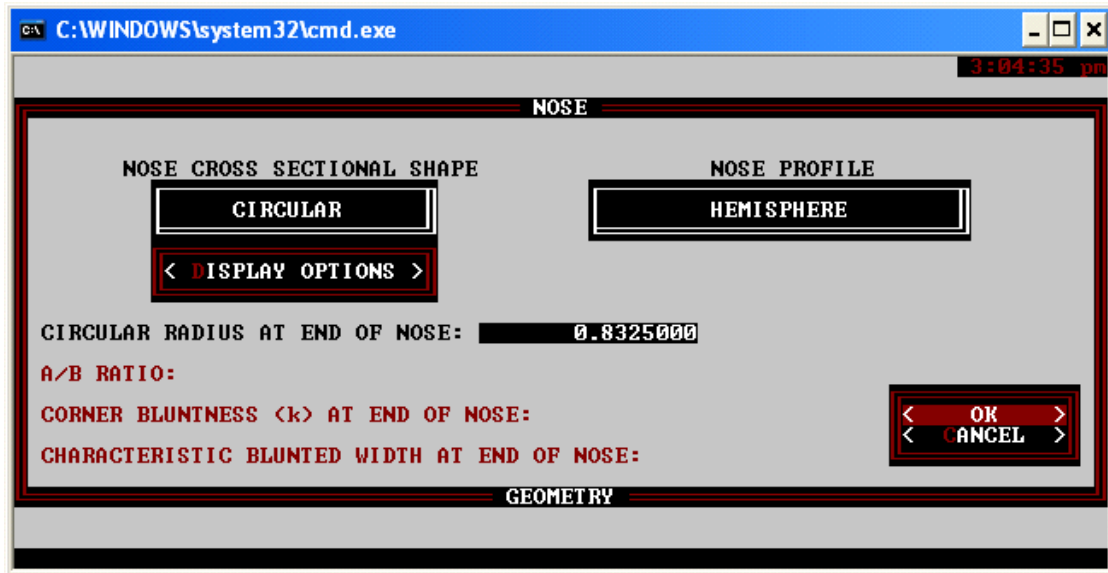 C:\WINDOWS\system32\cmd.exe
3:04:35 pm
NOSE
NOSE CROSS SECTIONAL SHAPE
NOSE PROFILE
CIRCULAR
HEMISPHERE
< DISPLAY OPTIONS >
CIRCULAR RADIUS AT END OF NOSE: 0.8325000
A/B RATIO:
CORNER BLUNTNESS (k) AT END OF NOSE:
< OK >
< CANCEL >
CHARACTERISTIC BLUNTED WIDTH AT END OF NOSE:
GEOMETRY